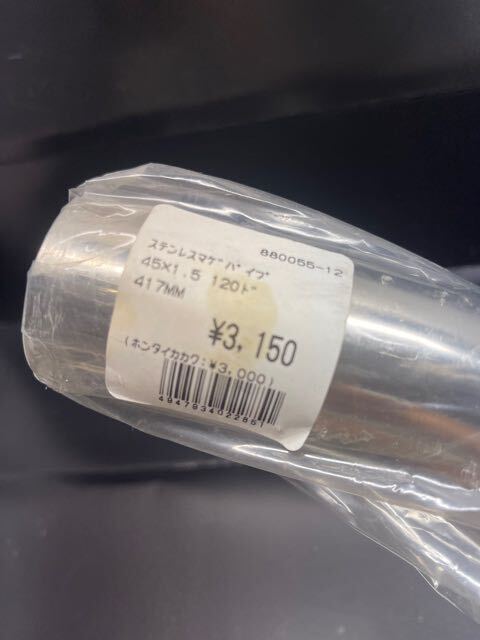 880055-12
ステンレスマゲパイプ
45X1.5 120ド
417MM
¥3,150
(ホンタイカカク:¥3,000)